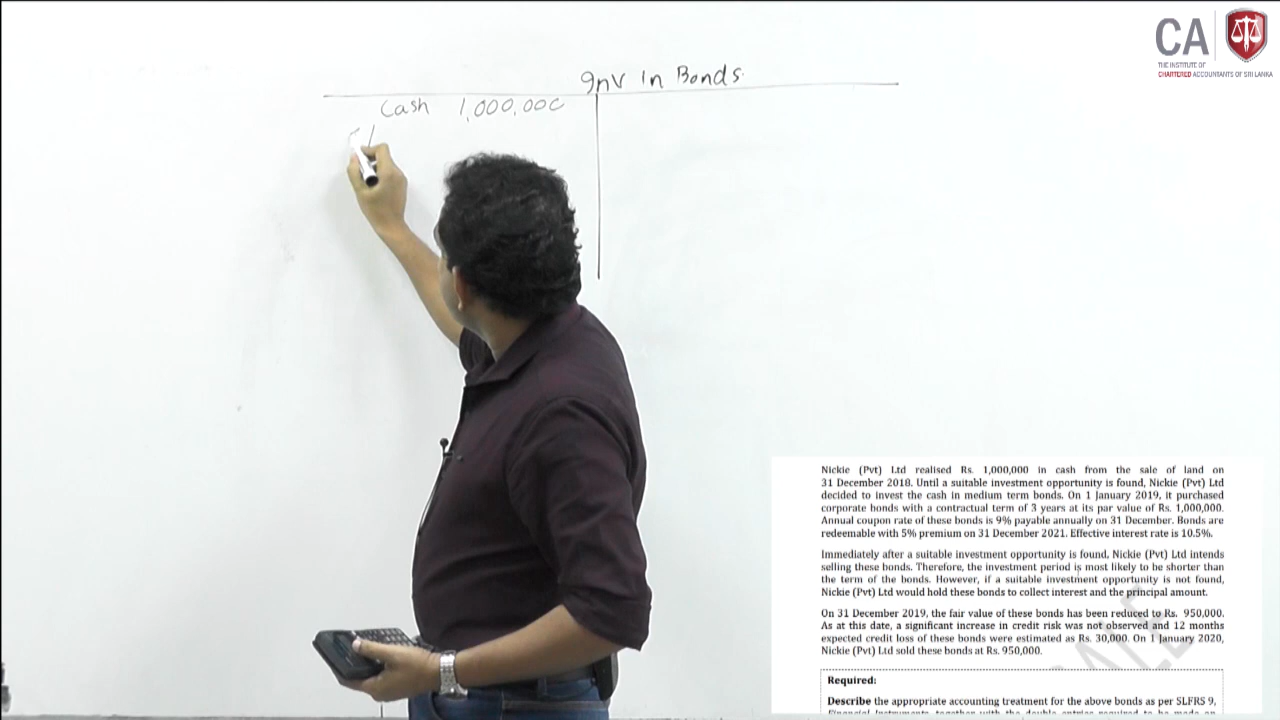 CA
THE INSTITUTE OF
CHARTERED ACCOUNTANTS OF SRI LANKA
Inv in Bonds.
Cash 1,000,000
Nickie (Pvt) Ltd realised Rs. 1,000,000 in cash from the sale of land on
31 December 2018. Until a suitable investment opportunity is found, Nickie (Pvt) Ltd
decided to invest the cash in medium term bonds. On 1 January 2019, it purchased
corporate bonds with a contractual term of 3 years at its par value of Rs. 1,000,000.
Annual coupon rate of these bonds is 9% payable annually on 31 December. Bonds are
redeemable with 5% premium on 31 December 2021. Effective interest rate is 10.5%.
Immediately after a suitable investment opportunity is found, Nickie (Pvt) Ltd intends
selling these bonds. Therefore, the investment period is most likely to be shorter than
the term of the bonds. However, if a suitable investment opportunity is not found,
Nickie (Pvt) Ltd would hold these bonds to collect interest and the principal amount.
On 31 December 2019, the fair value of these bonds has been reduced to Rs. 950,000.
As at this date, a significant increase in credit risk was not observed and 12 months
expected credit loss of these bonds were estimated as Rs. 30,000. On 1 January 2020,
Nickie (Pvt) Ltd sold these bonds at Rs. 950,000.
Required:
Describe the appropriate accounting treatment for the above bonds as per SLFRS 9,
Financial Instruments, together with the double entries required to be made on